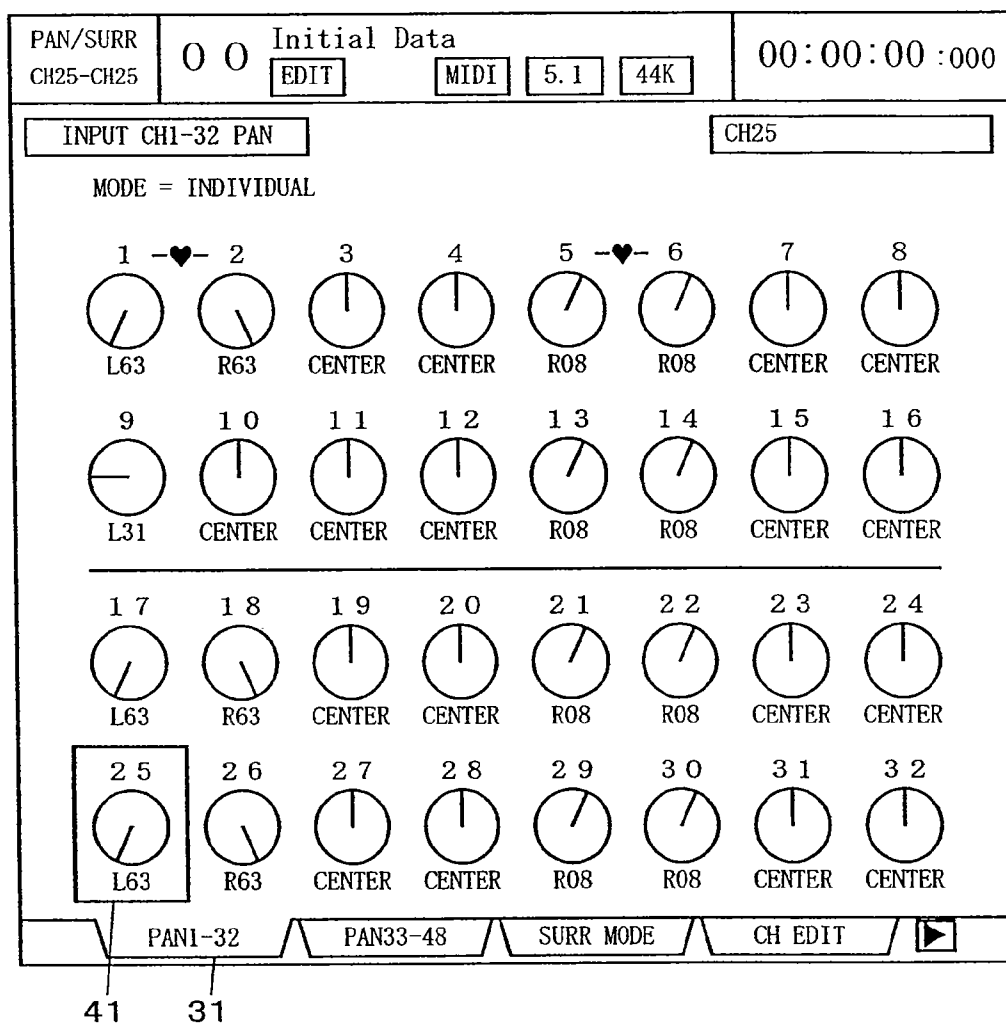 PAN/SURR
CH25-CH25
00 Initial Data
EDIT MIDI 5.1 44K
00:00:00:000
INPUT CH1-32 PAN
CH25
MODE = INDIVIDUAL
1 -♥- 2 3 4 5 -♥- 6 7 8
L63 R63 CENTER CENTER R08 R08 CENTER CENTER
9 10 11 12 13 14 15 16
L31 CENTER CENTER CENTER R08 R08 CENTER CENTER
17 18 19 20 21 22 23 24
L63 R63 CENTER CENTER R08 R08 CENTER CENTER
25 26 27 28 29 30 31 32
L63 R63 CENTER CENTER R08 R08 CENTER CENTER
PAN1-32 PAN33-48 SURR MODE CH EDIT
41 31